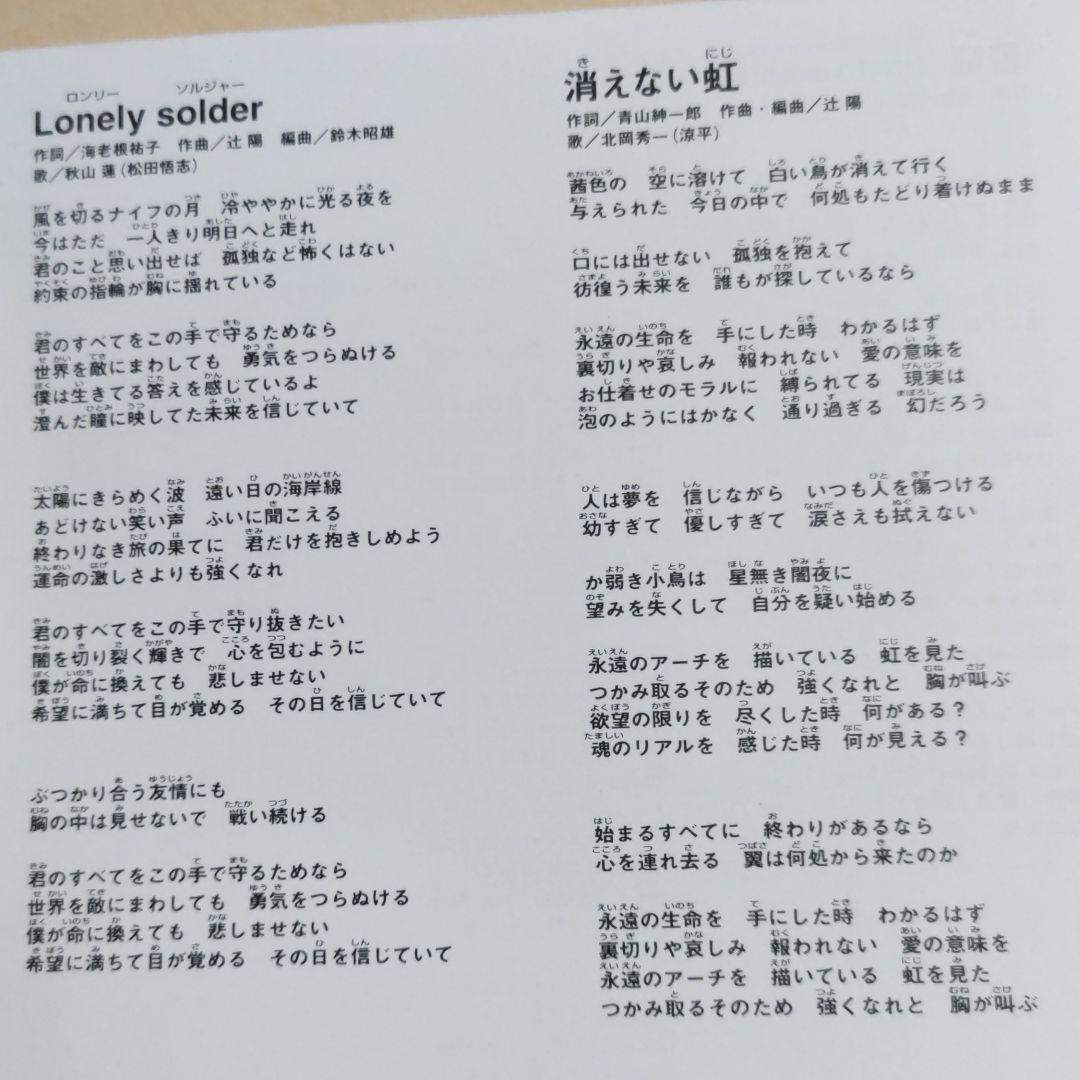 Lonely solder
作詞／海老根祐子　作曲／辻 陽　編曲／鈴木昭雄
歌／秋山 蓮（松田悟志）
風を切るナイフの月　冷ややかに光る夜を
今はただ　一人きり明日へと走れ
君のこと思い出せば　孤独など怖くはない
約束の指輪が胸に揺れている
君のすべてをこの手で守るためなら
世界を敵にまわしても　勇気をつらぬける
僕は生きてる答えを感じているよ
澄んだ瞳に映してた未来を信じていて
太陽にきらめく波　遠い日の海岸線
あどけない笑い声　ふいに聞こえる
終わりなき旅の果てに　君だけを抱きしめよう
運命の激しさよりも強くなれ
君のすべてをこの手で守り抜きたい
闇を切り裂く輝きで　心を包むように
僕が命に換えても　悲しませない
希望に満ちて目が覚める　その日を信じていて
ぶつかり合う友情にも
胸の中は見せないで　戦い続ける
君のすべてをこの手で守るためなら
世界を敵にまわしても　勇気をつらぬける
僕が命に換えても　悲しませない
希望に満ちて目が覚める　その日を信じていて
消えない虹
作詞／青山紳一郎　作曲・編曲／辻 陽
歌／北岡秀一（涼平）
茜色の　空に溶けて　白い鳥が消えて行く
与えられた　今日の中で　何処もたどり着けぬまま
口には出せない　孤独を抱えて
彷徨う未来を　誰もが探しているなら
永遠の生命を　手にした時　わかるはず
裏切りや哀しみ　報われない　愛の意味を
お仕着せのモラルに　縛られてる　現実は
泡のようにはかなく　通り過ぎる　幻だろう
人は夢を　信じながら　いつも人を傷つける
幼すぎて　優しすぎて　涙さえも拭えない
か弱き小鳥は　星無き闇夜に
望みを失くして　自分を疑い始める
永遠のアーチを　描いている　虹を見た
つかみ取るそのため　強くなれと　胸が叫ぶ
欲望の限りを　尽くした時　何がある？
魂のリアルを　感じた時　何が見える？
始まるすべてに　終わりがあるなら
心を連れ去る　翼は何処から来たのか
永遠の生命を　手にした時　わかるはず
裏切りや哀しみ　報われない　愛の意味を
永遠のアーチを　描いている　虹を見た
つかみ取るそのため　強くなれと　胸が叫ぶ